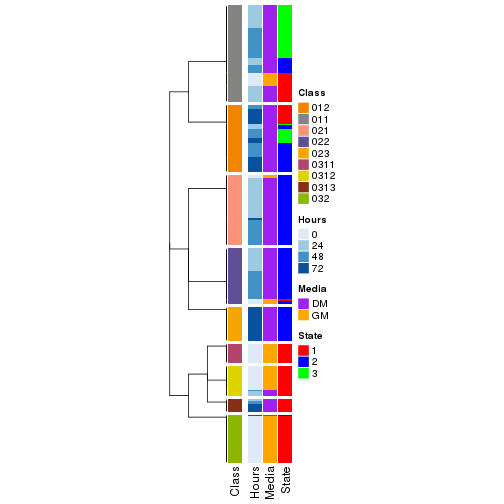 Class
012
011
021
022
023
0311
0312
0313
032
Hours
0
24
48
72
Media
DM
GM
State
1
2
3
Class
Hours
Media
State